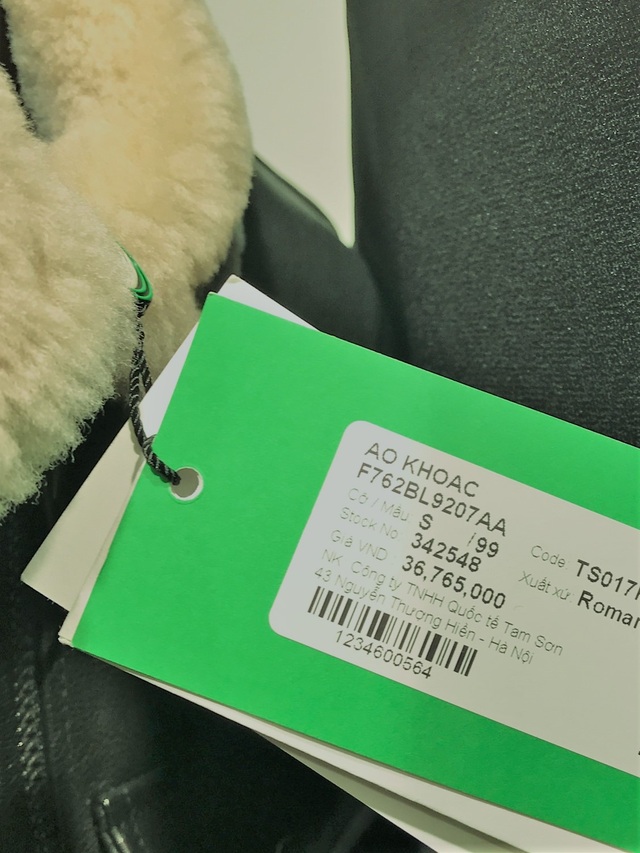 AO KHOAC
F762BL9207AA
Cỡ / Màu S /99
Stock No 342548 Code TS017
Giá VND 36,765,000 Xuất xứ Roman
NK Công ty TNHH Quốc tế Tam Sơn
43 Nguyễn Thượng Hiền - Hà Nội
1234600564